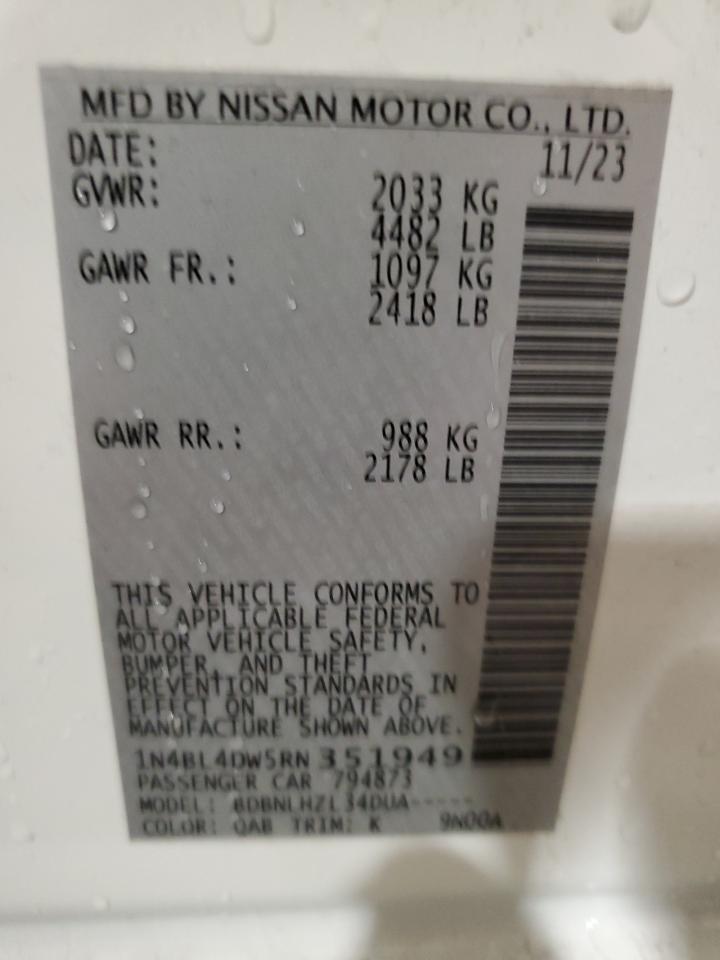 MFD BY NISSAN MOTOR CO., LTD.
DATE: 11/23
GVWR: 2033 KG
4482 LB
GAWR FR.: 1097 KG
2418 LB
GAWR RR.: 988 KG
2178 LB
THIS VEHICLE CONFORMS TO
ALL APPLICABLE FEDERAL
MOTOR VEHICLE SAFETY,
BUMPER, AND THEFT
PREVENTION STANDARDS IN
EFFECT ON THE DATE OF
MANUFACTURE SHOWN ABOVE.
1N4BL4DW5RN351949
PASSENGER CAR 794873
MODEL: BDBNLHZL34DUA-----
COLOR: QAB TRIM: K 9N00A